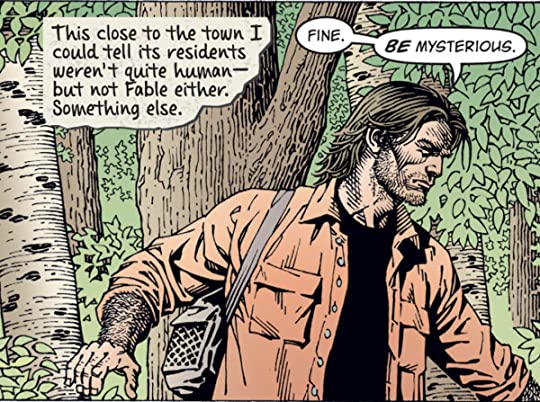 This close to the town I
could tell its residents
weren't quite human—
but not Fable either.
Something else.
FINE.
BE MYSTERIOUS.